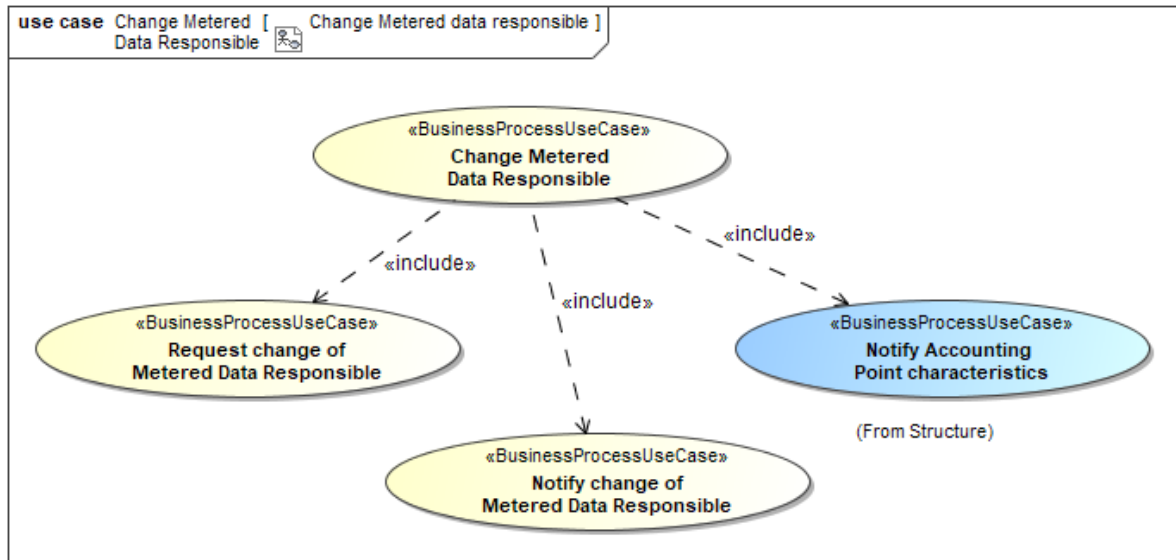 use case Change Metered [ Change Metered data responsible ]
Data Responsible
«BusinessProcessUseCase»
Change Metered
Data Responsible
«include»
«include»
«include»
«BusinessProcessUseCase»
Request change of
Metered Data Responsible
«BusinessProcessUseCase»
Notify Accounting
Point characteristics
(From Structure)
«BusinessProcessUseCase»
Notify change of
Metered Data Responsible